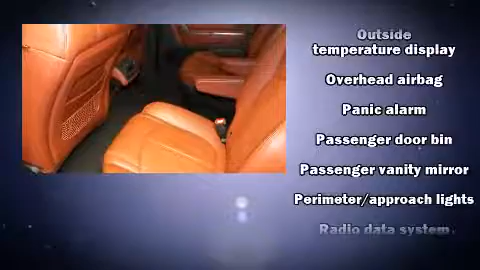 Outside
temperature display
Overhead airbag
Panic alarm
Passenger door bin
Passenger vanity mirror
Perimeter/approach lights
Radio data system